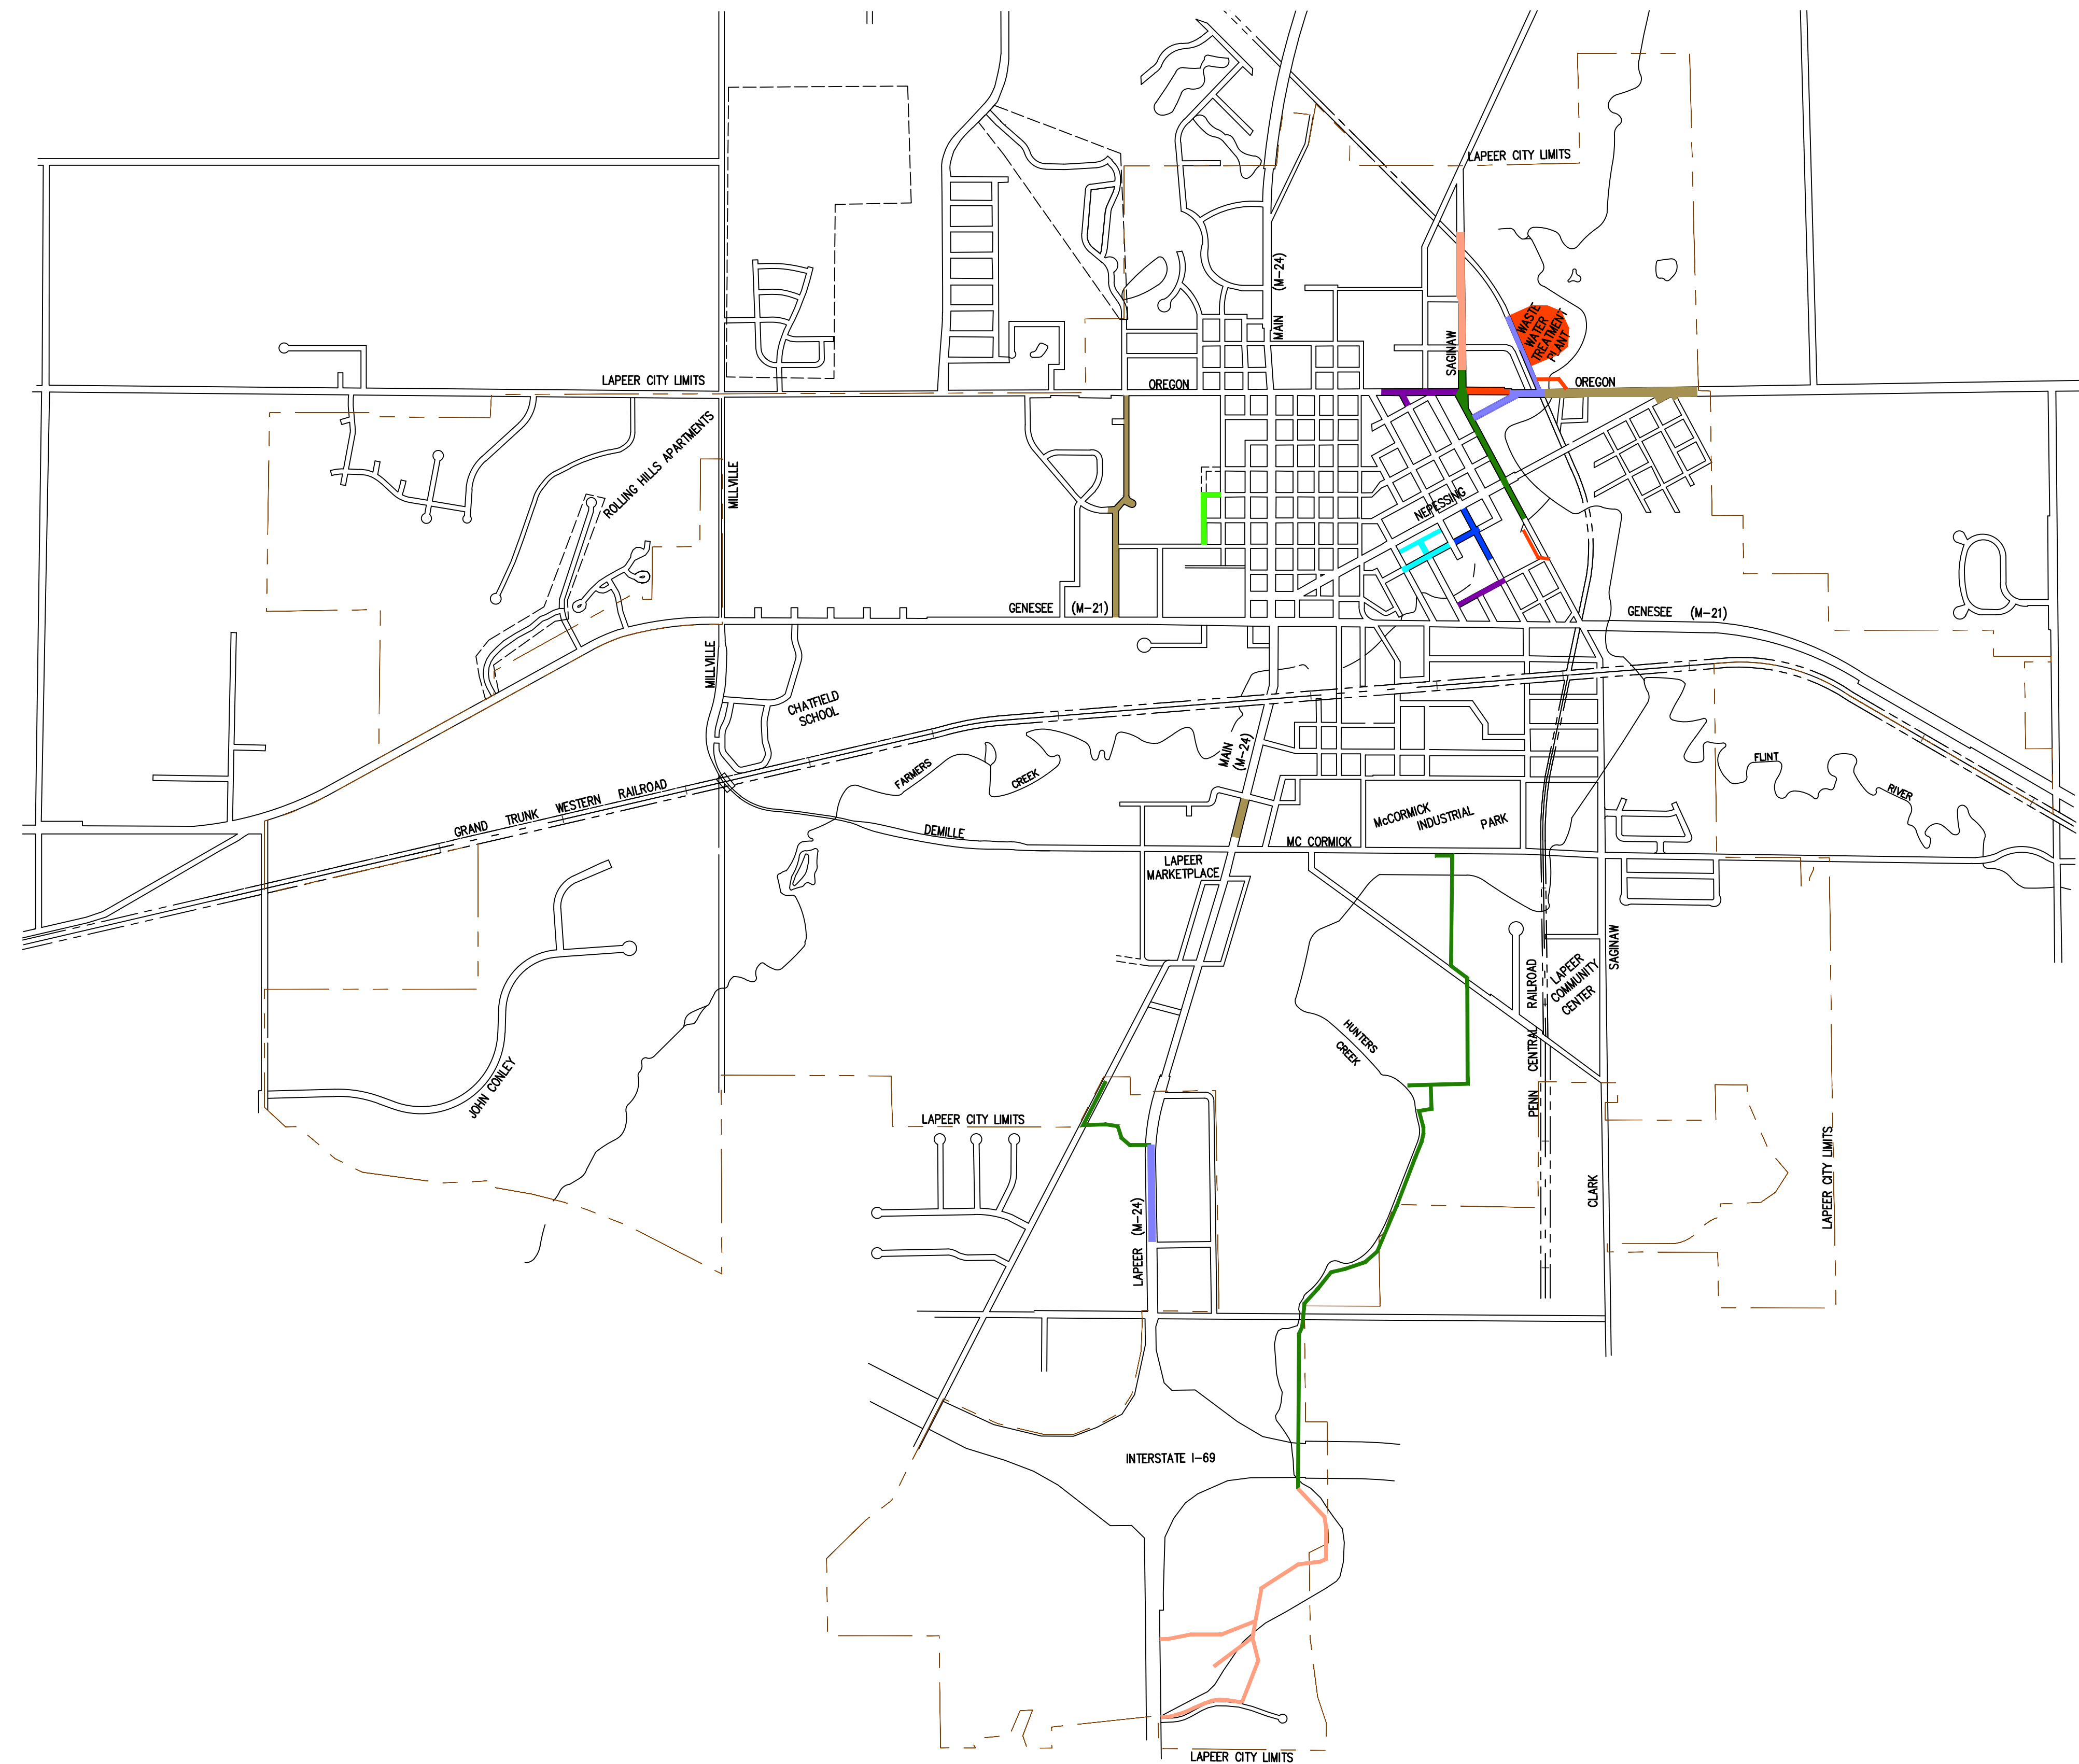 LAPEER CITY LIMITS
MAIN (M-24)
SAGINAW
WASTE
WATER
TREATMENT
PLANT
LAPEER CITY LIMITS
OREGON
OREGON
ROLLING HILLS APARTMENTS
MILLVILLE
NEPESSING
GENESEE (M-21)
GENESEE (M-21)
MILLVILLE
CHATFIELD
SCHOOL
MAIN
(M-24)
FARMERS
CREEK
FLINT
RIVER
GRAND TRUNK WESTERN RAILROAD
McCORMICK
INDUSTRIAL
PARK
DEMILLE
MC CORMICK
LAPEER
MARKETPLACE
SAGINAW
LAPEER
COMMUNITY
CENTER
PENN CENTRAL RAILROAD
HUNTERS
CREEK
JOHN CONLEY
LAPEER CITY LIMITS
LAPEER CITY LIMITS
CLARK
LAPEER (M-24)
INTERSTATE I-69
LAPEER CITY LIMITS